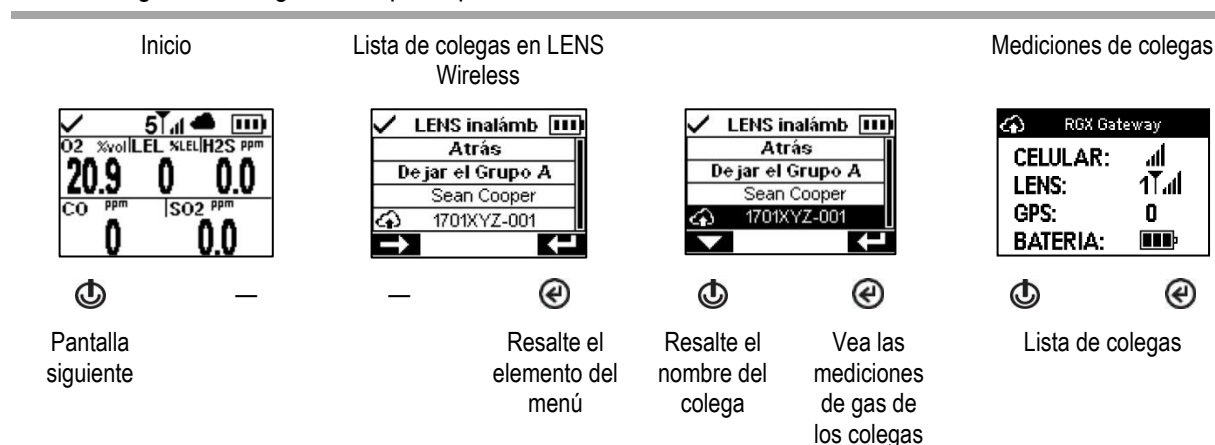 Inicio
Lista de colegas en LENS
Wireless
Mediciones de colegas
5
O2 %vol LEL %LEL H2S PPm
20.9 0 0.0
CO PPm SO2 PPm
0 0.0
LENS inalámb
Atrás
Dejar el Grupo A
Sean Cooper
1701XYZ-001
LENS inalámb
Atrás
Dejar el Grupo A
Sean Cooper
1701XYZ-001
RGX Gateway
CELULAR:
LENS: 1
GPS: 0
BATERIA:
—
—
Pantalla
siguiente
Resalte el
elemento del
menú
Resalte el
nombre del
colega
Vea las
mediciones
de gas de
los colegas
Lista de colegas